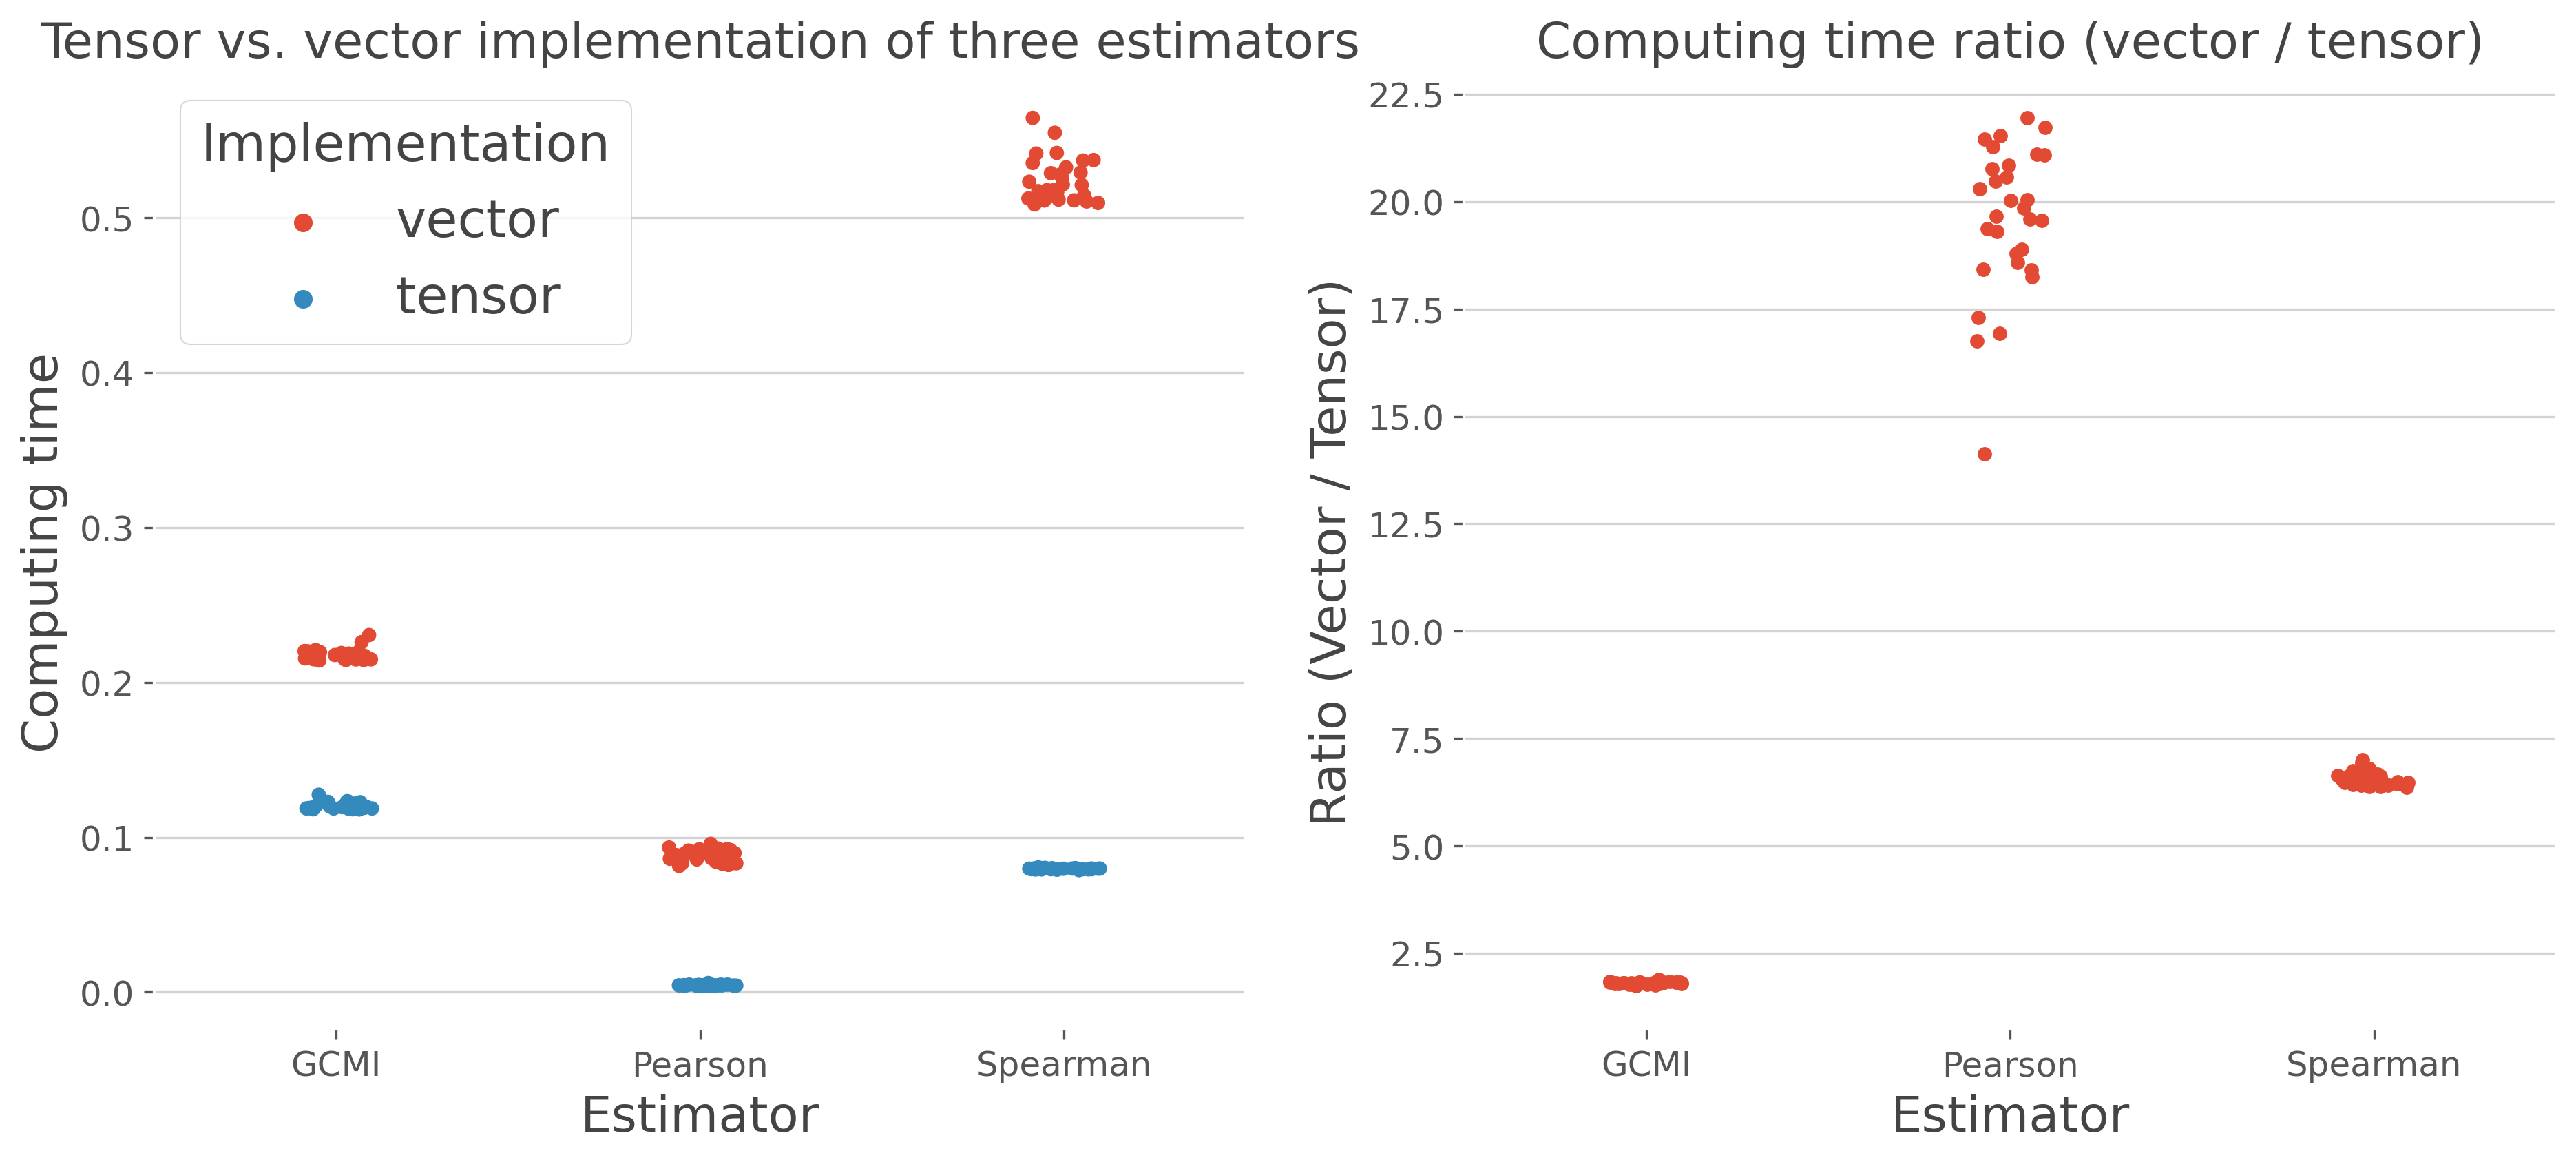 Tensor vs. vector implementation of three estimators
Implementation
vector
tensor
Computing time
0.5
0.4
0.3
0.2
0.1
0.0
GCMI
Pearson
Spearman
Estimator
Computing time ratio (vector / tensor)
Ratio (Vector / Tensor)
22.5
20.0
17.5
15.0
12.5
10.0
7.5
5.0
2.5
GCMI
Pearson
Spearman
Estimator